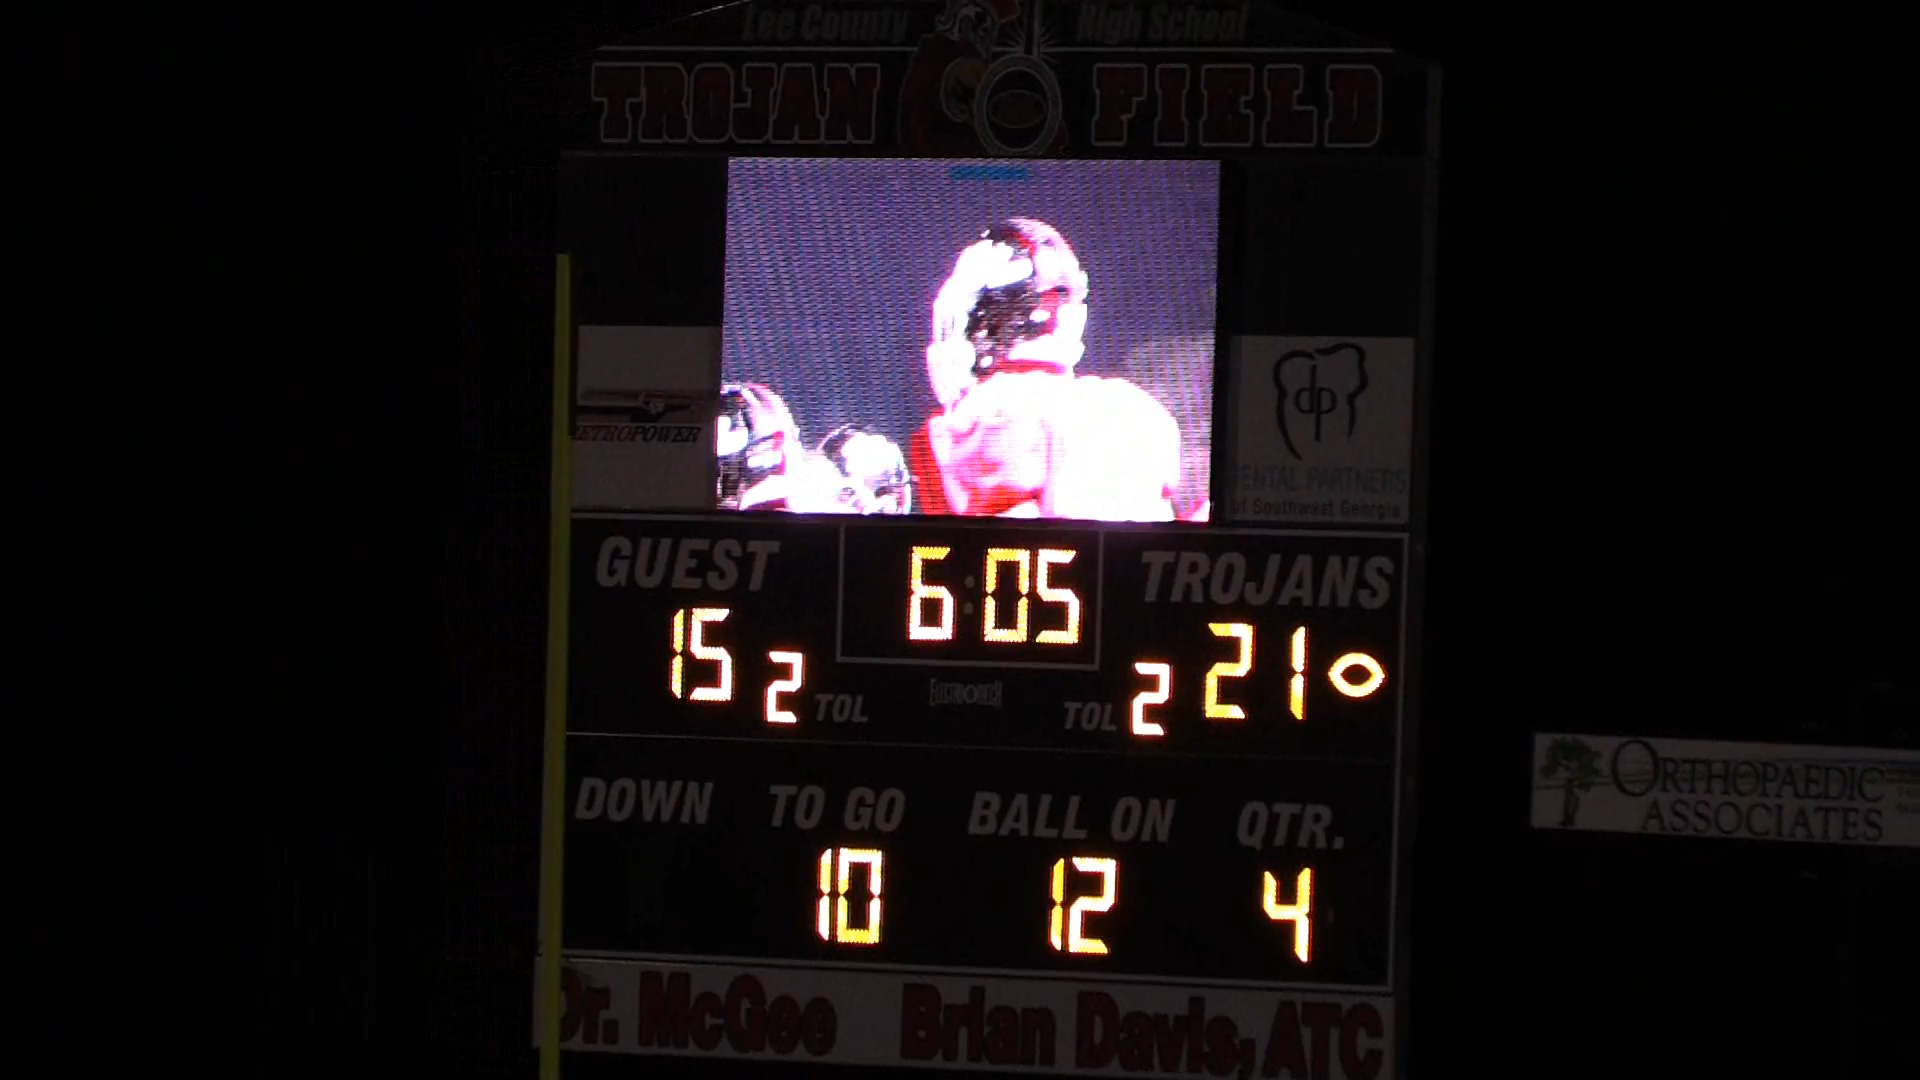 Lee County High School
TROJAN FIELD
METROPOWER
dp
DENTAL PARTNERS
of Southwest Georgia
GUEST 6:05 TROJANS
15 2 TOL TOL 2 21
DOWN TO GO BALL ON QTR.
10 12 4
ORTHOPAEDIC
ASSOCIATES
Dr. McGee Brian Davis, ATC